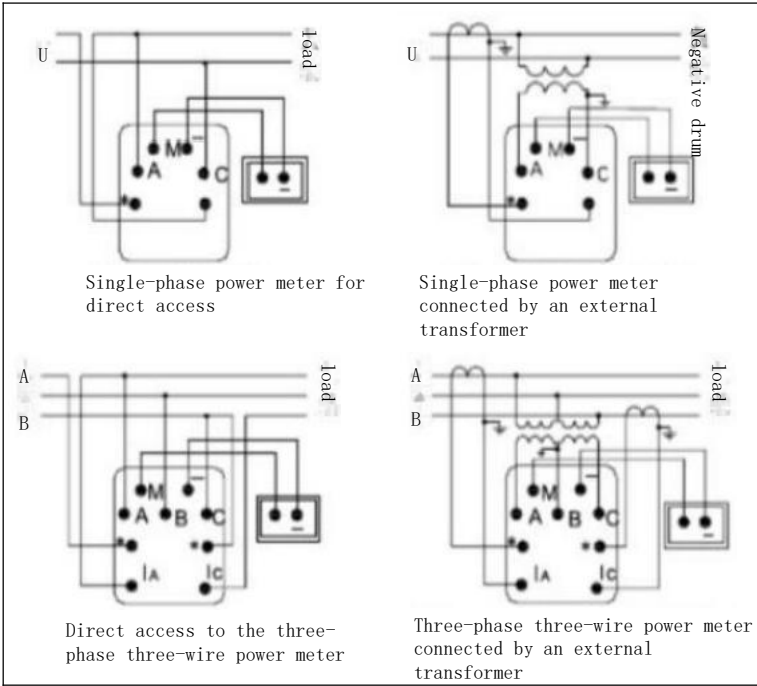 U
load
A
M
–
C
*
–
Single-phase power meter for
direct access
U
Negative drum
A
M
–
C
*
–
Single-phase power meter
connected by an external
transformer
A
B
load
M
–
A
B
C
*
*
IA
Ic
–
Direct access to the three-
phase three-wire power meter
A
B
load
M
–
A
B
C
*
*
IA
Ic
–
Three-phase three-wire power meter
connected by an external
transformer